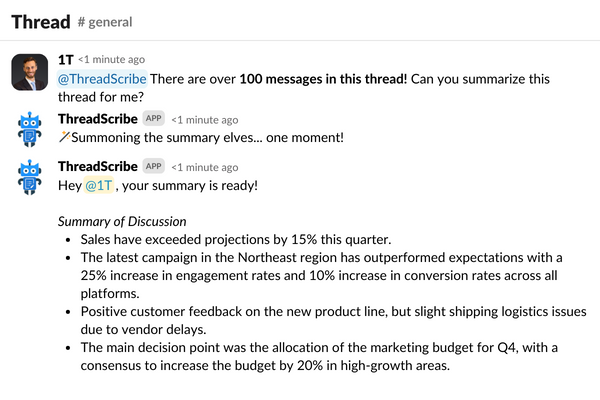 Thread # general
1T <1 minute ago
@ThreadScribe There are over 100 messages in this thread! Can you summarize this
thread for me?
ThreadScribe APP <1 minute ago
Summoning the summary elves... one moment!
ThreadScribe APP <1 minute ago
Hey @1T , your summary is ready!
Summary of Discussion
• Sales have exceeded projections by 15% this quarter.
• The latest campaign in the Northeast region has outperformed expectations with a
25% increase in engagement rates and 10% increase in conversion rates across all
platforms.
• Positive customer feedback on the new product line, but slight shipping logistics issues
due to vendor delays.
• The main decision point was the allocation of the marketing budget for Q4, with a
consensus to increase the budget by 20% in high-growth areas.